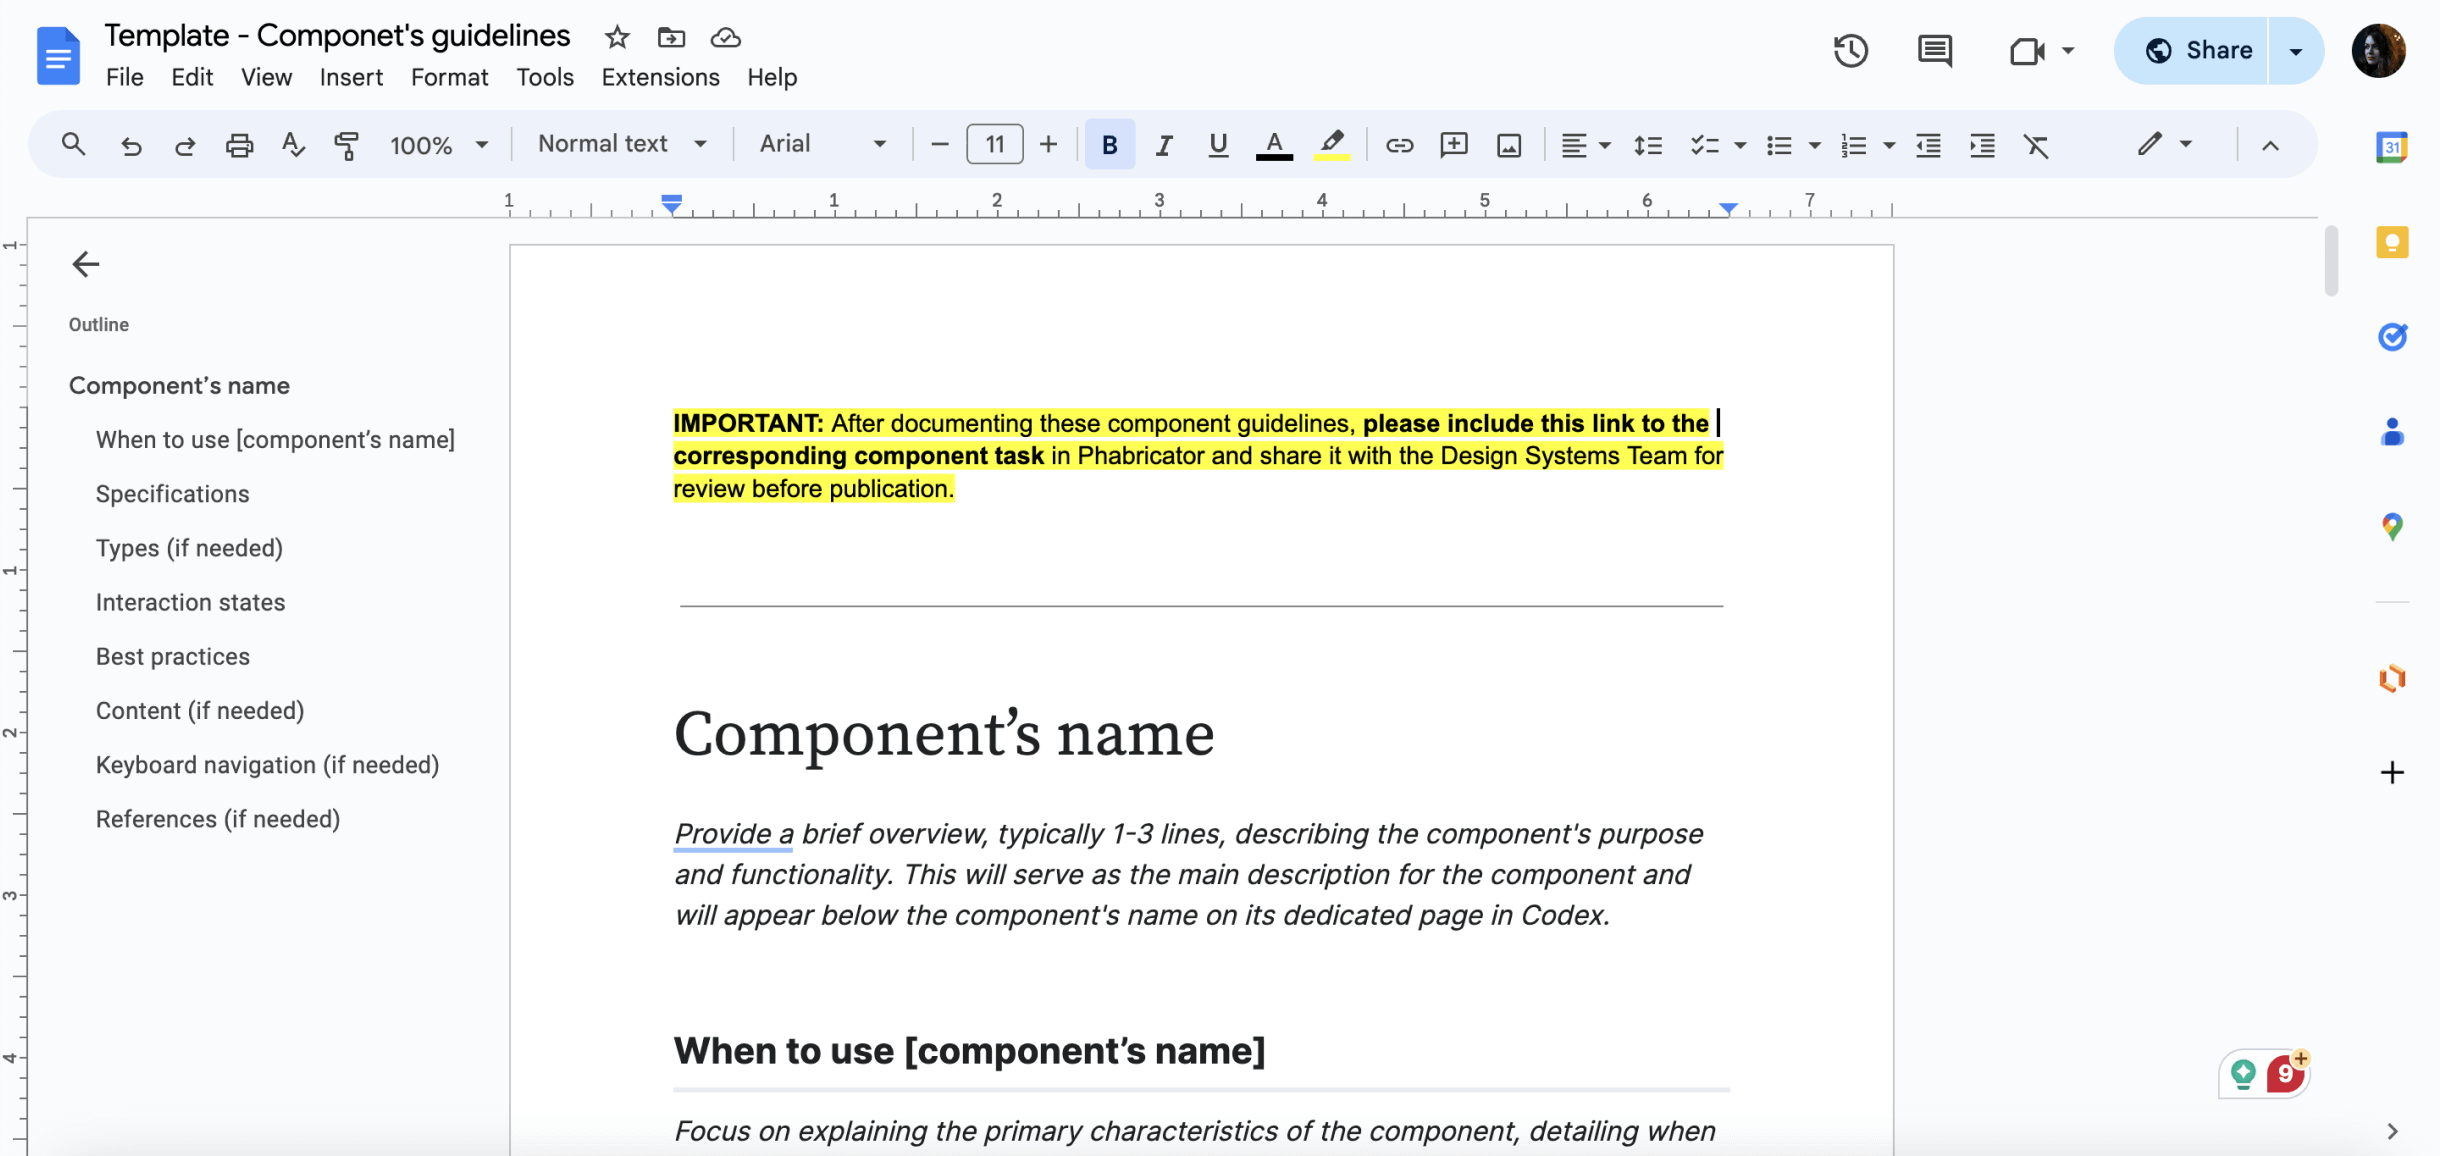 Template - Componet's guidelines
File Edit View Insert Format Tools Extensions Help
Share
100% Normal text Arial 11 B I U A
31
1 1 2 3 4 5 6 7
1
1
2
3
4
Outline
Component’s name
When to use [component’s name]
Specifications
Types (if needed)
Interaction states
Best practices
Content (if needed)
Keyboard navigation (if needed)
References (if needed)
IMPORTANT: After documenting these component guidelines, please include this link to the
corresponding component task in Phabricator and share it with the Design Systems Team for
review before publication.
Component’s name
Provide a brief overview, typically 1-3 lines, describing the component's purpose
and functionality. This will serve as the main description for the component and
will appear below the component's name on its dedicated page in Codex.
When to use [component’s name]
Focus on explaining the primary characteristics of the component, detailing when
9